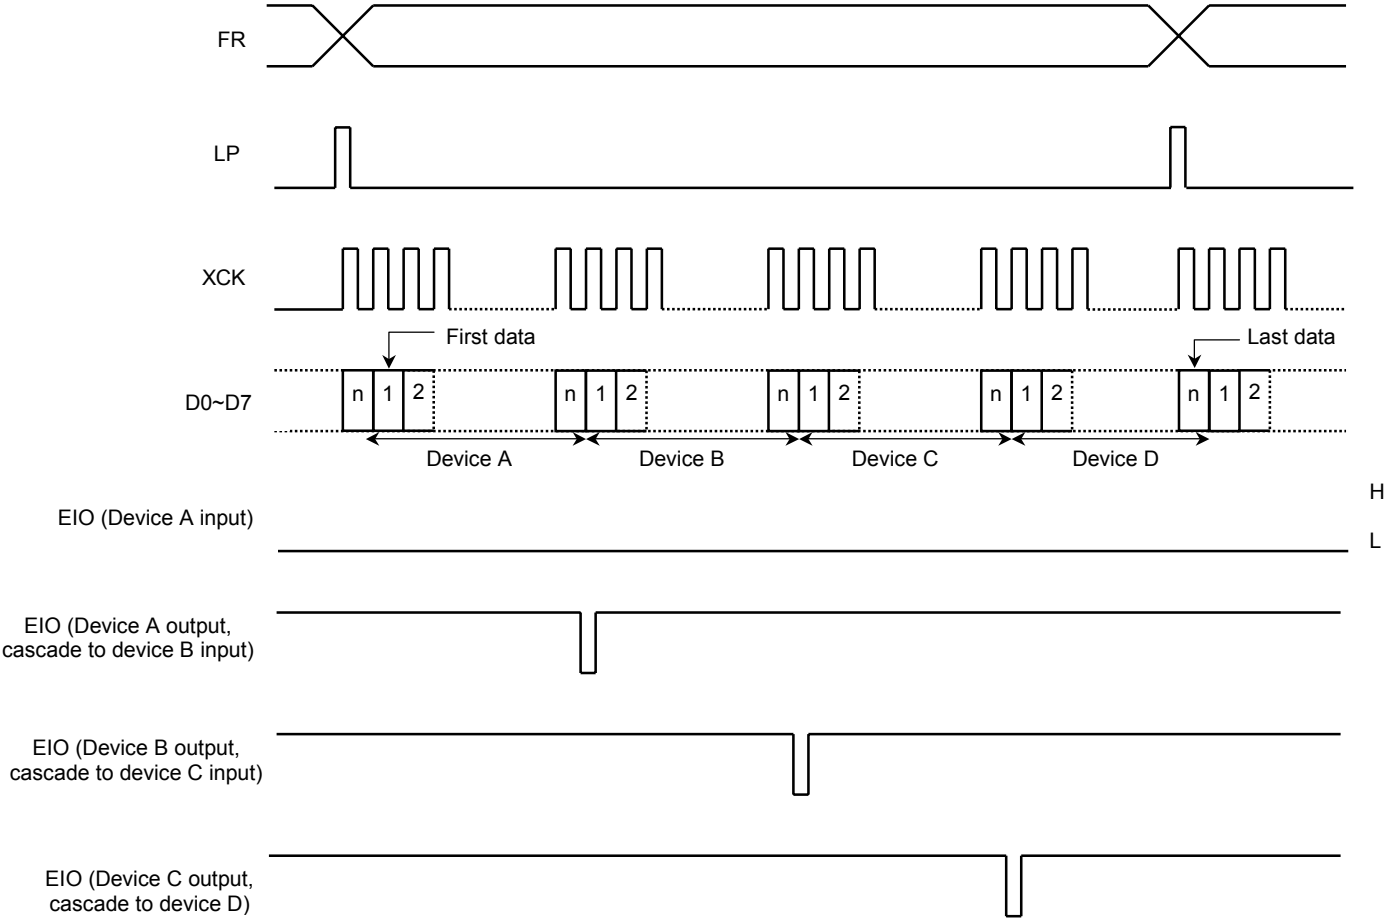 FR
LP
XCK
First data
Last data
D0~D7
n 1 2 n 1 2 n 1 2 n 1 2 n 1 2
Device A Device B Device C Device D
EIO (Device A input)
H
L
EIO (Device A output,
cascade to device B input)
EIO (Device B output,
cascade to device C input)
EIO (Device C output,
cascade to device D)